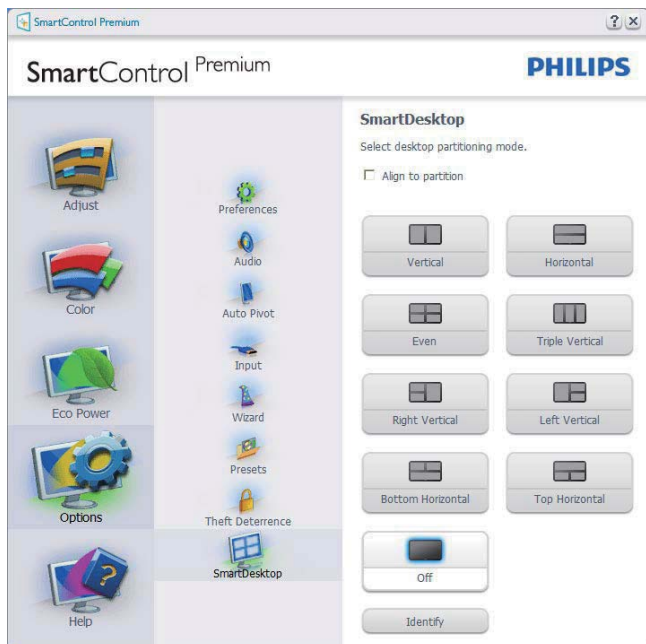 SmartControl Premium
? ×
SmartControl Premium
PHILIPS
Adjust
Color
Eco Power
Options
? 
Help
Preferences
Audio
Auto Pivot
Input
Wizard
Presets
Theft Deterrence
SmartDesktop
SmartDesktop
Select desktop partitioning mode.
Align to partition
Vertical
Horizontal
Even
Triple Vertical
Right Vertical
Left Vertical
Bottom Horizontal
Top Horizontal
Off
Identify